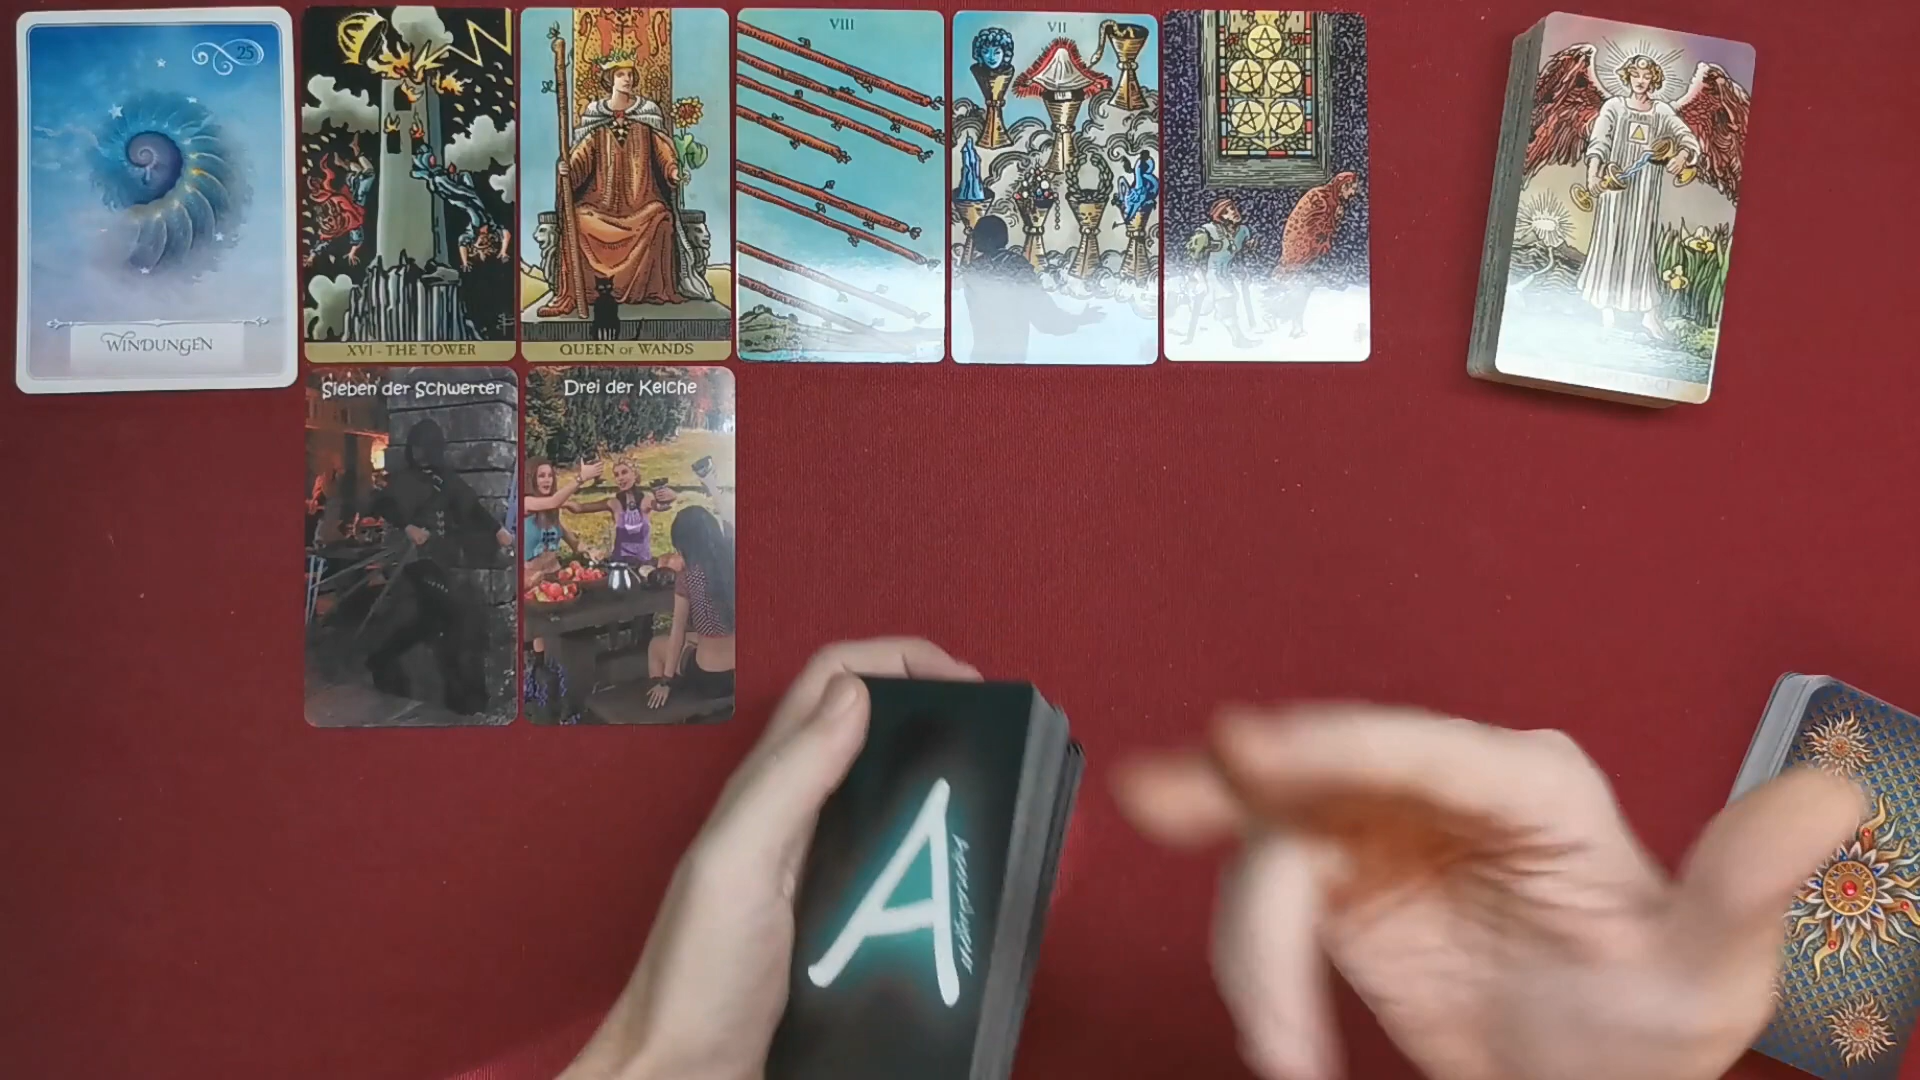 25
WINDUNGEN
XVI - THE TOWER
QUEEN OF WANDS
VIII
VII
V
Sieben der Schwerter
Drei der Kelche
A